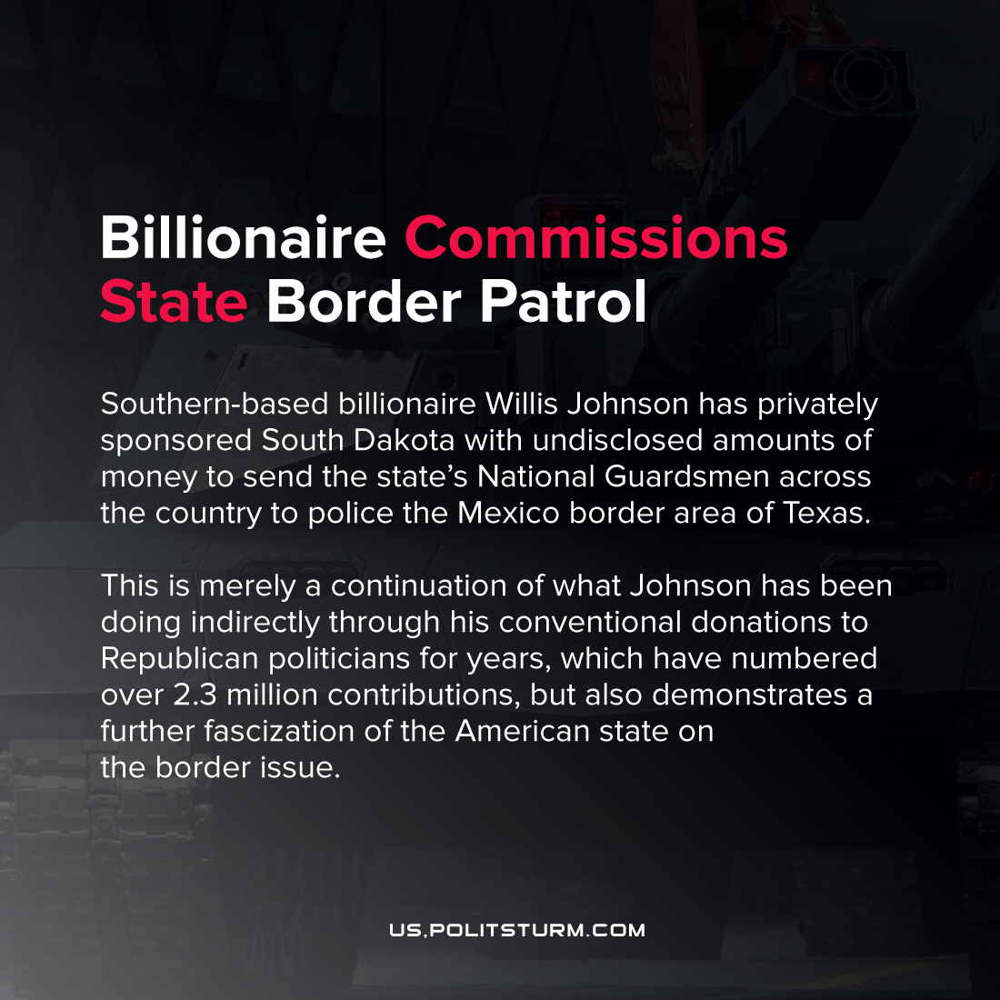 Billionaire Commissions
State Border Patrol
Southern-based billionaire Willis Johnson has privately
sponsored South Dakota with undisclosed amounts of
money to send the state’s National Guardsmen across
the country to police the Mexico border area of Texas.
This is merely a continuation of what Johnson has been
doing indirectly through his conventional donations to
Republican politicians for years, which have numbered
over 2.3 million contributions, but also demonstrates a
further fascization of the American state on
the border issue.
US.POLITSTURM.COM